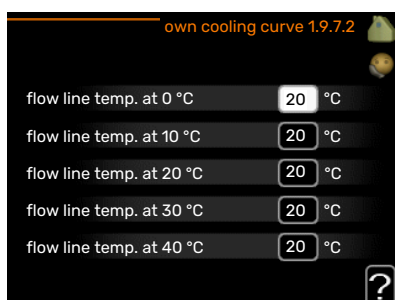 own cooling curve 1.9.7.2
flow line temp. at 0 °C 20 °C
flow line temp. at 10 °C 20 °C
flow line temp. at 20 °C 20 °C
flow line temp. at 30 °C 20 °C
flow line temp. at 40 °C 20 °C
?